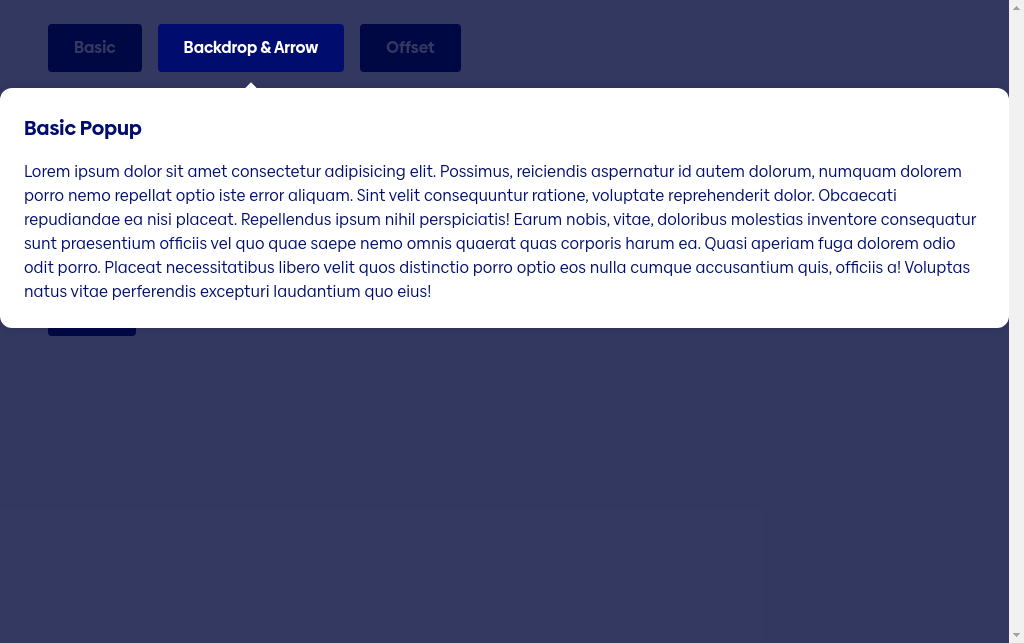 Basic
Backdrop & Arrow
Offset
Basic Popup
Lorem ipsum dolor sit amet consectetur adipisicing elit. Possimus, reiciendis aspernatur id autem dolorum, numquam dolorem
porro nemo repellat optio iste error aliquam. Sint velit consequuntur ratione, voluptate reprehenderit dolor. Obcaecati
repudiandae ea nisi placeat. Repellendus ipsum nihil perspiciatis! Earum nobis, vitae, doloribus molestias inventore consequatur
sunt praesentium officiis vel quo quae saepe nemo omnis quaerat quas corporis harum ea. Quasi aperiam fuga dolorem odio
odit porro. Placeat necessitatibus libero velit quos distinctio porro optio eos nulla cumque accusantium quis, officiis a! Voluptas
natus vitae perferendis excepturi laudantium quo eius!